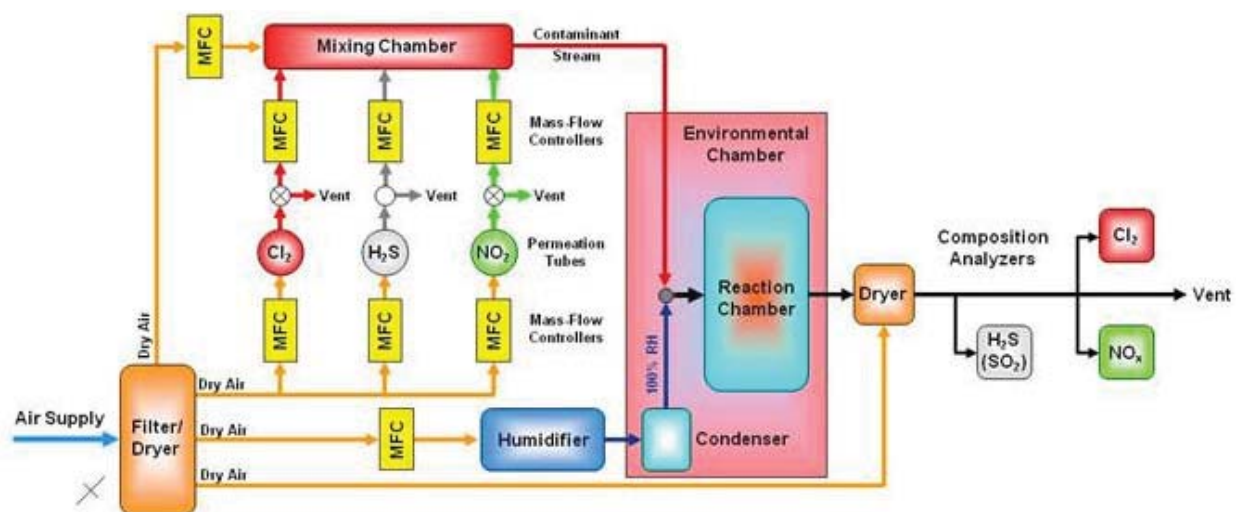 MFC
Mixing Chamber
Contaminant
Stream
MFC
MFC
MFC
Mass-Flow
Controllers
Environmental
Chamber
Vent
Vent
Vent
Cl₂
H₂S
NO₂
Permeation
Tubes
Composition
Analyzers
Cl₂
Reaction
Chamber
Dryer
Vent
Dry Air
MFC
MFC
MFC
Mass-Flow
Controllers
H₂S
(SO₂)
NOₓ
100% RH
Dry Air
Air Supply
Filter/
Dryer
Dry Air
MFC
Humidifier
Condenser
Dry Air